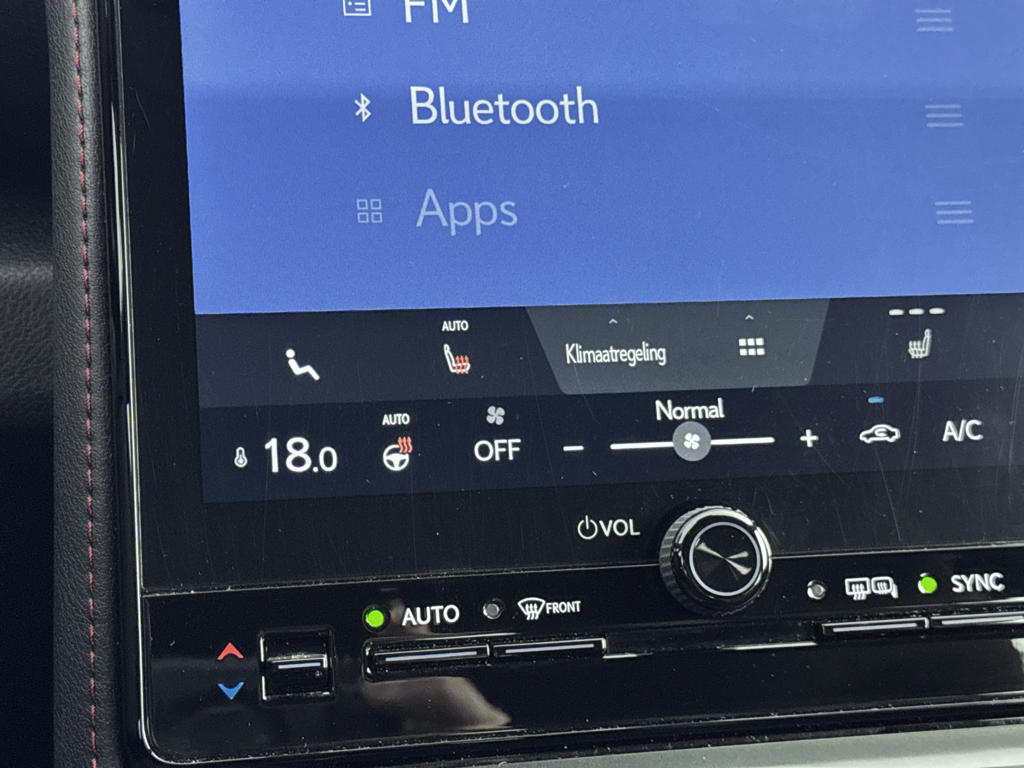 FM
Bluetooth
Apps
AUTO
Klimaatregeling
18.0
AUTO
OFF
Normal
A/C
VOL
AUTO
FRONT
SYNC